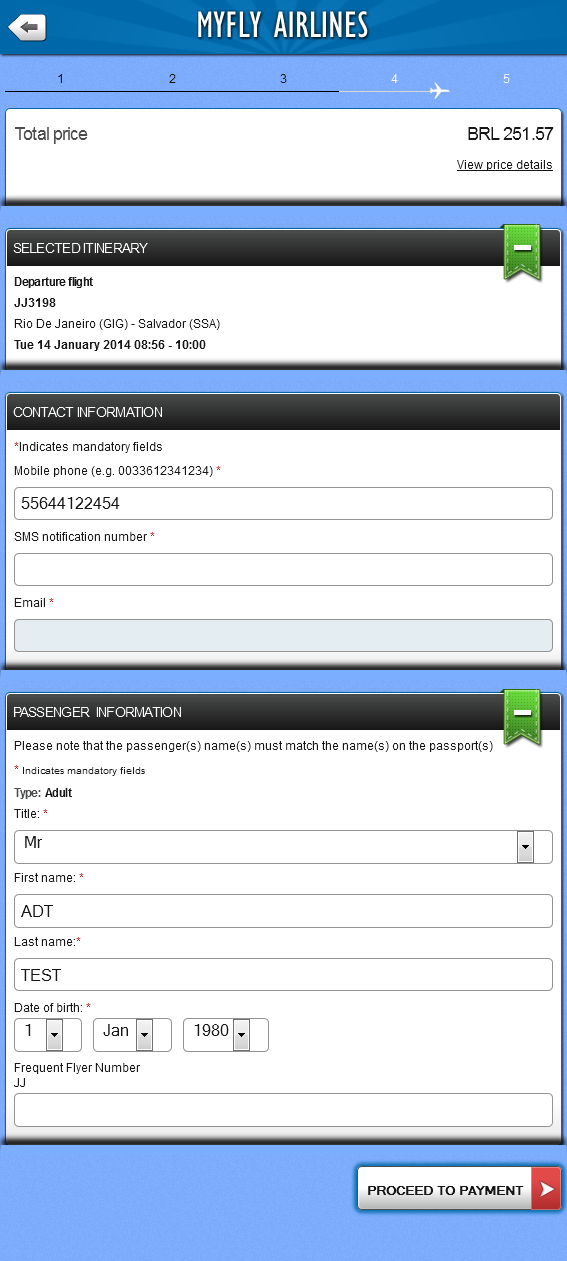 MYFLY AIRLINES
1 2 3 4 5
Total price BRL 251.57
View price details
SELECTED ITINERARY
Departure flight
JJ3198
Rio De Janeiro (GIG) - Salvador (SSA)
Tue 14 January 2014 08:56 - 10:00
CONTACT INFORMATION
*Indicates mandatory fields
Mobile phone (e.g. 0033612341234) *
55644122454
SMS notification number *
Email *
PASSENGER INFORMATION
Please note that the passenger(s) name(s) must match the name(s) on the passport(s)
* Indicates mandatory fields
Type: Adult
Title: *
Mr
First name: *
ADT
Last name:*
TEST
Date of birth: *
1 Jan 1980
Frequent Flyer Number
JJ
PROCEED TO PAYMENT